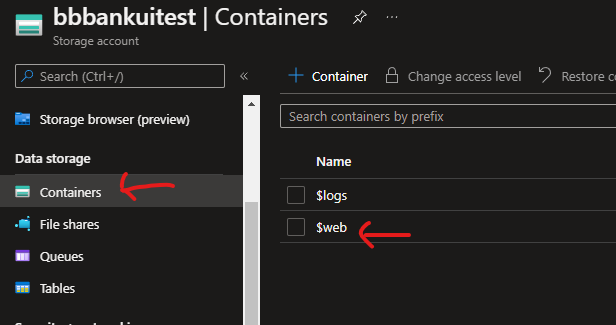 bbbankuitest | Containers
Storage account
Search (Ctrl+/)
Storage browser (preview)
Data storage
Containers
File shares
Queues
Tables
+ Container
Change access level
Restore co
Search containers by prefix
Name
$logs
$web